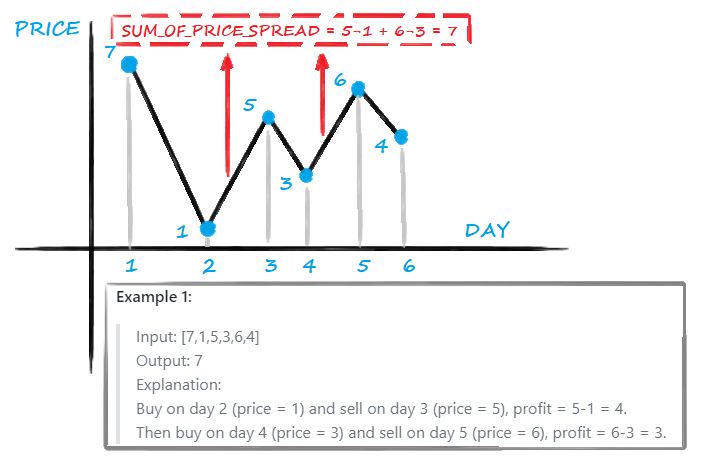 PRICE
SUM_OF_PRICE_SPREAD = 5-1 + 6-3 = 7
7
6
5
4
3
1
DAY
1 2 3 4 5 6
Example 1:
Input: [7,1,5,3,6,4]
Output: 7
Explanation:
Buy on day 2 (price = 1) and sell on day 3 (price = 5), profit = 5-1 = 4.
Then buy on day 4 (price = 3) and sell on day 5 (price = 6), profit = 6-3 = 3.